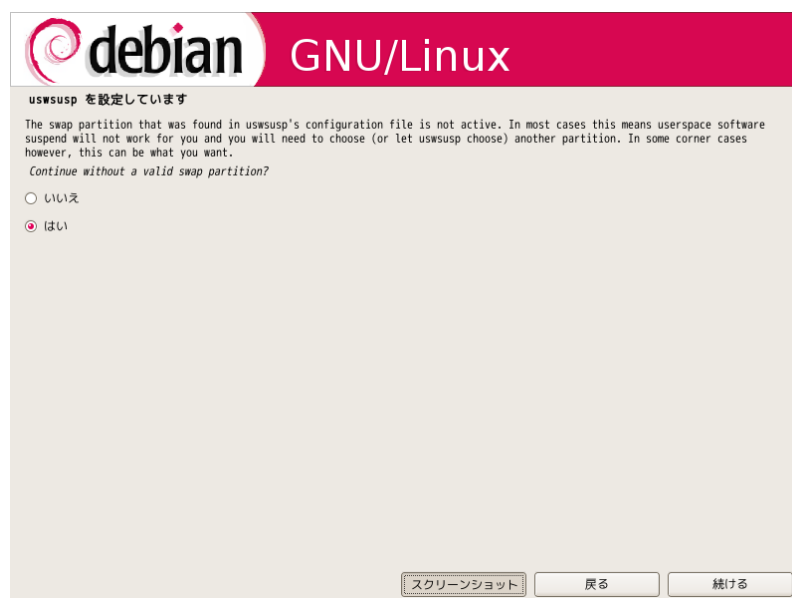 debian GNU/Linux
uswsusp を設定しています
The swap partition that was found in uswsusp's configuration file is not active. In most cases this means userspace software
suspend will not work for you and you will need to choose (or let uswsusp choose) another partition. In some corner cases
however, this can be what you want.
Continue without a valid swap partition?
いいえ
はい
スクリーンショット 戻る 続ける